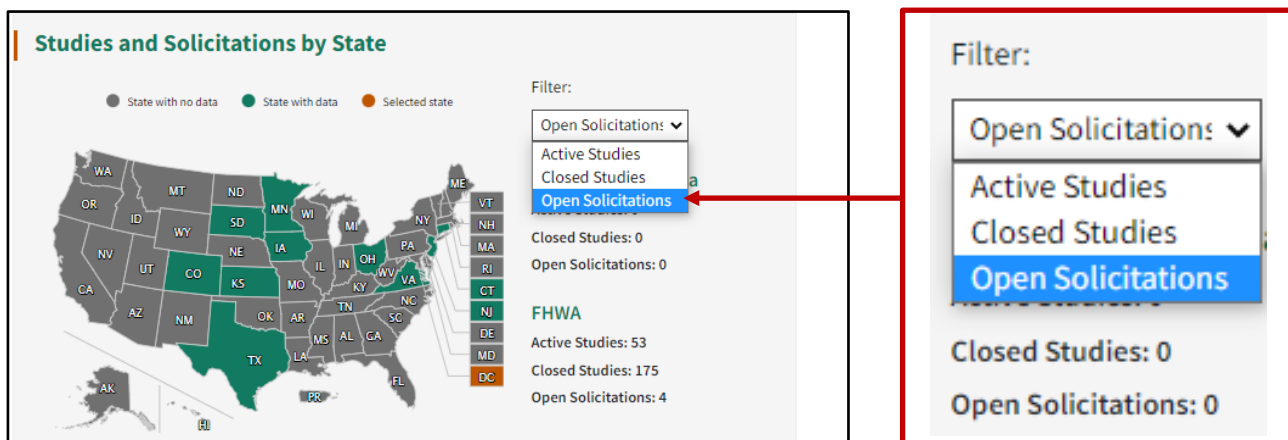 Studies and Solicitations by State
State with no data
State with data
Selected state
WA
OR
CA
NV
ID
MT
WY
UT
AZ
CO
NM
ND
SD
NE
KS
OK
TX
MN
IA
MO
AR
LA
WI
IL
MI
IN
OH
KY
TN
MS
AL
GA
FL
SC
NC
VA
WV
PA
NY
ME
VT
NH
MA
RI
CT
NJ
DE
MD
DC
AK
HI
PR
Filter:
Open Solicitations
Active Studies
Closed Studies
Open Solicitations
a
Closed Studies: 0
Open Solicitations: 0
FHWA
Active Studies: 53
Closed Studies: 175
Open Solicitations: 4
Filter:
Open Solicitations
Active Studies
Closed Studies
Open Solicitations
Closed Studies: 0
Open Solicitations: 0